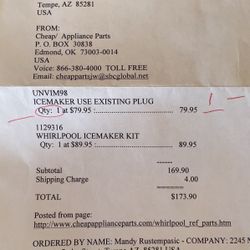 Tempe, AZ 85281
USA
FROM:
Cheap/ Appliance Parts
P. O. BOX 30838
Edmond, OK 73003-0014
USA
Voice: 866-380-4000 TOLL FREE
Email: cheappartsjw@sbcglobal.net
UNVIM98
ICEMAKER USE EXISTING PLUG
Qty: 1 at $79.95 : 79.95
1129316
WHIRLPOOL ICEMAKER KIT
Qty: 1 at $89.95 : 89.95
------
Subtotal 169.90
Shipping Charge 4.00
------
TOTAL $173.90
Posted from page:
http://www.cheapapplianceparts.com/whirlpool_ref_parts.htm
ORDERED BY NAME: Mandy Rustempasic - COMPANY: 2245 M